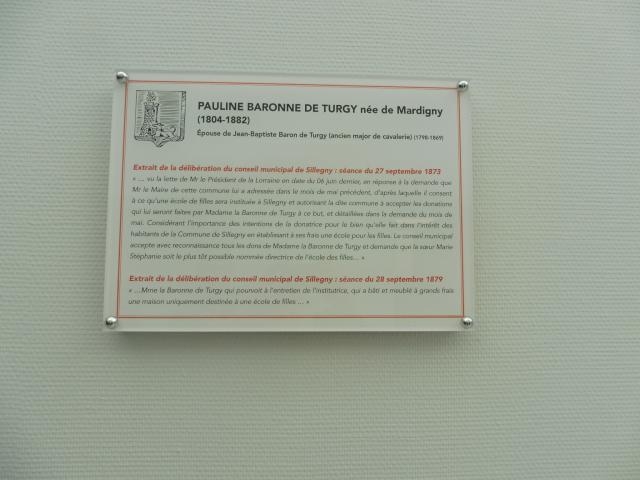 PAULINE BARONNE DE TURGY née de Mardigny
(1804-1882)
Épouse de Jean-Baptiste Baron de Turgy (ancien major de cavalerie) (1798-1869)
Extrait de la délibération du conseil municipal de Sillegny : séance du 27 septembre 1873
« ... vu la lettre de Mr le Président de la Lorraine en date du 06 juin dernier, en réponse à la demande que
Mr le Maire de cette commune lui a adressée dans le mois de mai précédent, d'après laquelle il consent
à ce qu'une école de filles sera instituée à Sillegny et autorisant la dite commune à accepter les donations
qui lui seront faites par Madame la Baronne de Turgy à ce but, et détaillées dans la demande du mois de
mai. Considérant l'importance des intentions de la donatrice pour le bien qu'elle fait dans l'intérêt des
habitants de la Commune de Sillegny en établissant à ses frais une école pour les filles. Le conseil municipal
accepte avec reconnaissance tous les dons de Madame la Baronne de Turgy et demande que la sœur Marie
Stéphanie soit le plus tôt possible nommée directrice de l'école des filles... »
Extrait de la délibération du conseil municipal de Sillegny : séance du 28 septembre 1879
« ...Mme la Baronne de Turgy qui pourvoit à l'entretien de l'institutrice, qui a bâti et meublé à grands frais
une maison uniquement destinée à une école de filles ... »